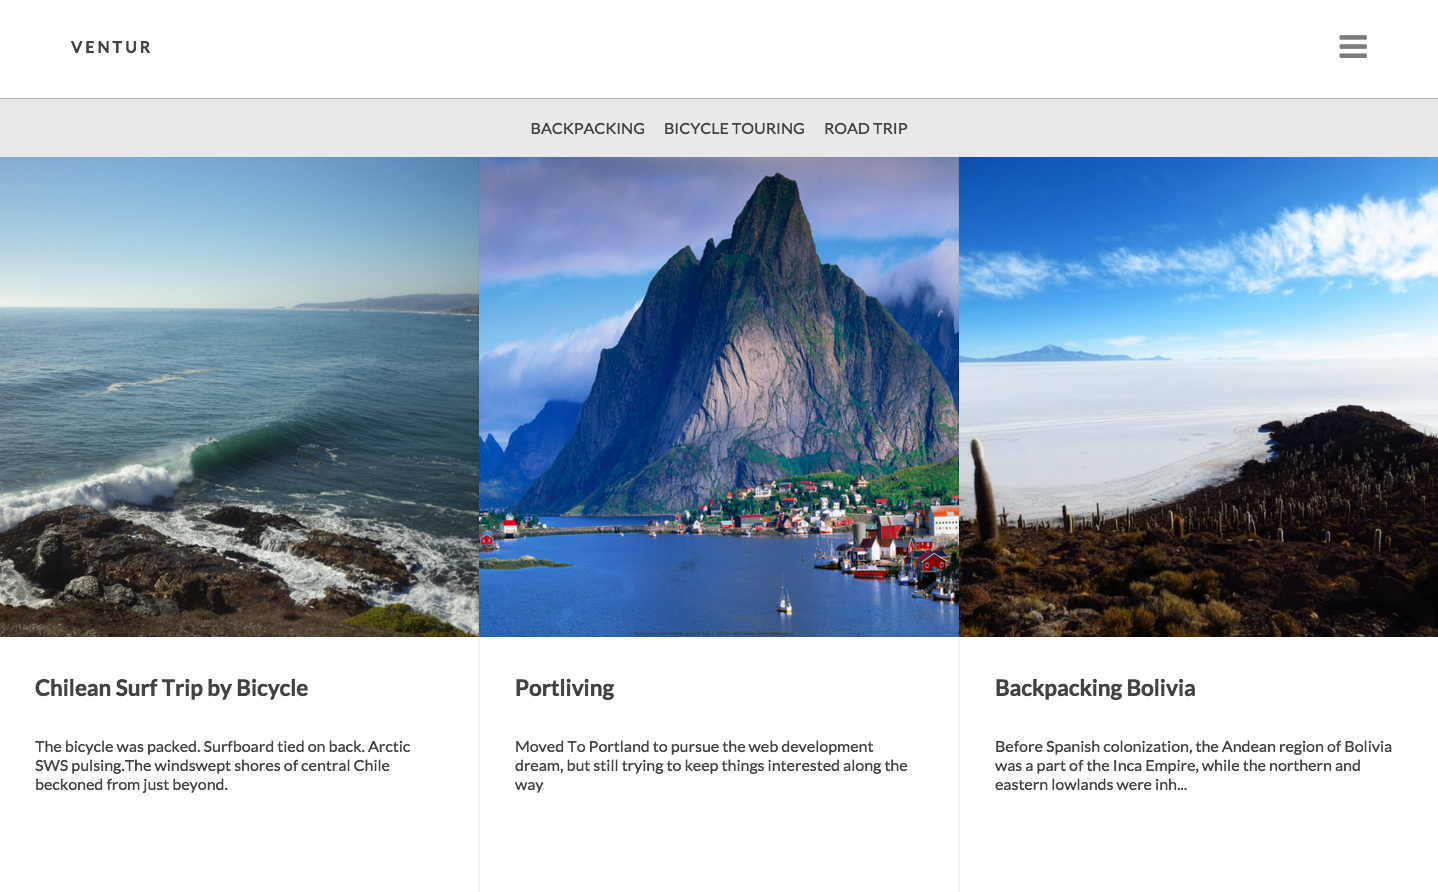 VENTUR
BACKPACKING BICYCLE TOURING ROAD TRIP
Chilean Surf Trip by Bicycle
The bicycle was packed. Surfboard tied on back. Arctic
SWS pulsing.The windswept shores of central Chile
beckoned from just beyond.
Portliving
Moved To Portland to pursue the web development
dream, but still trying to keep things interested along the
way
Backpacking Bolivia
Before Spanish colonization, the Andean region of Bolivia
was a part of the Inca Empire, while the northern and
eastern lowlands were inh...